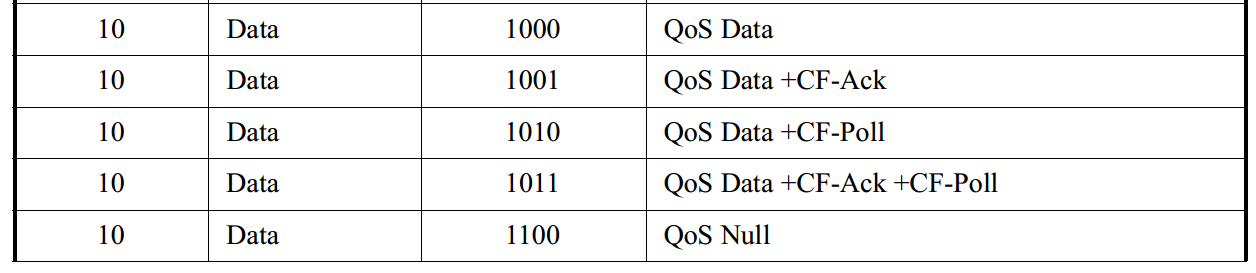 10 Data 1000 QoS Data
10 Data 1001 QoS Data +CF-Ack
10 Data 1010 QoS Data +CF-Poll
10 Data 1011 QoS Data +CF-Ack +CF-Poll
10 Data 1100 QoS Null